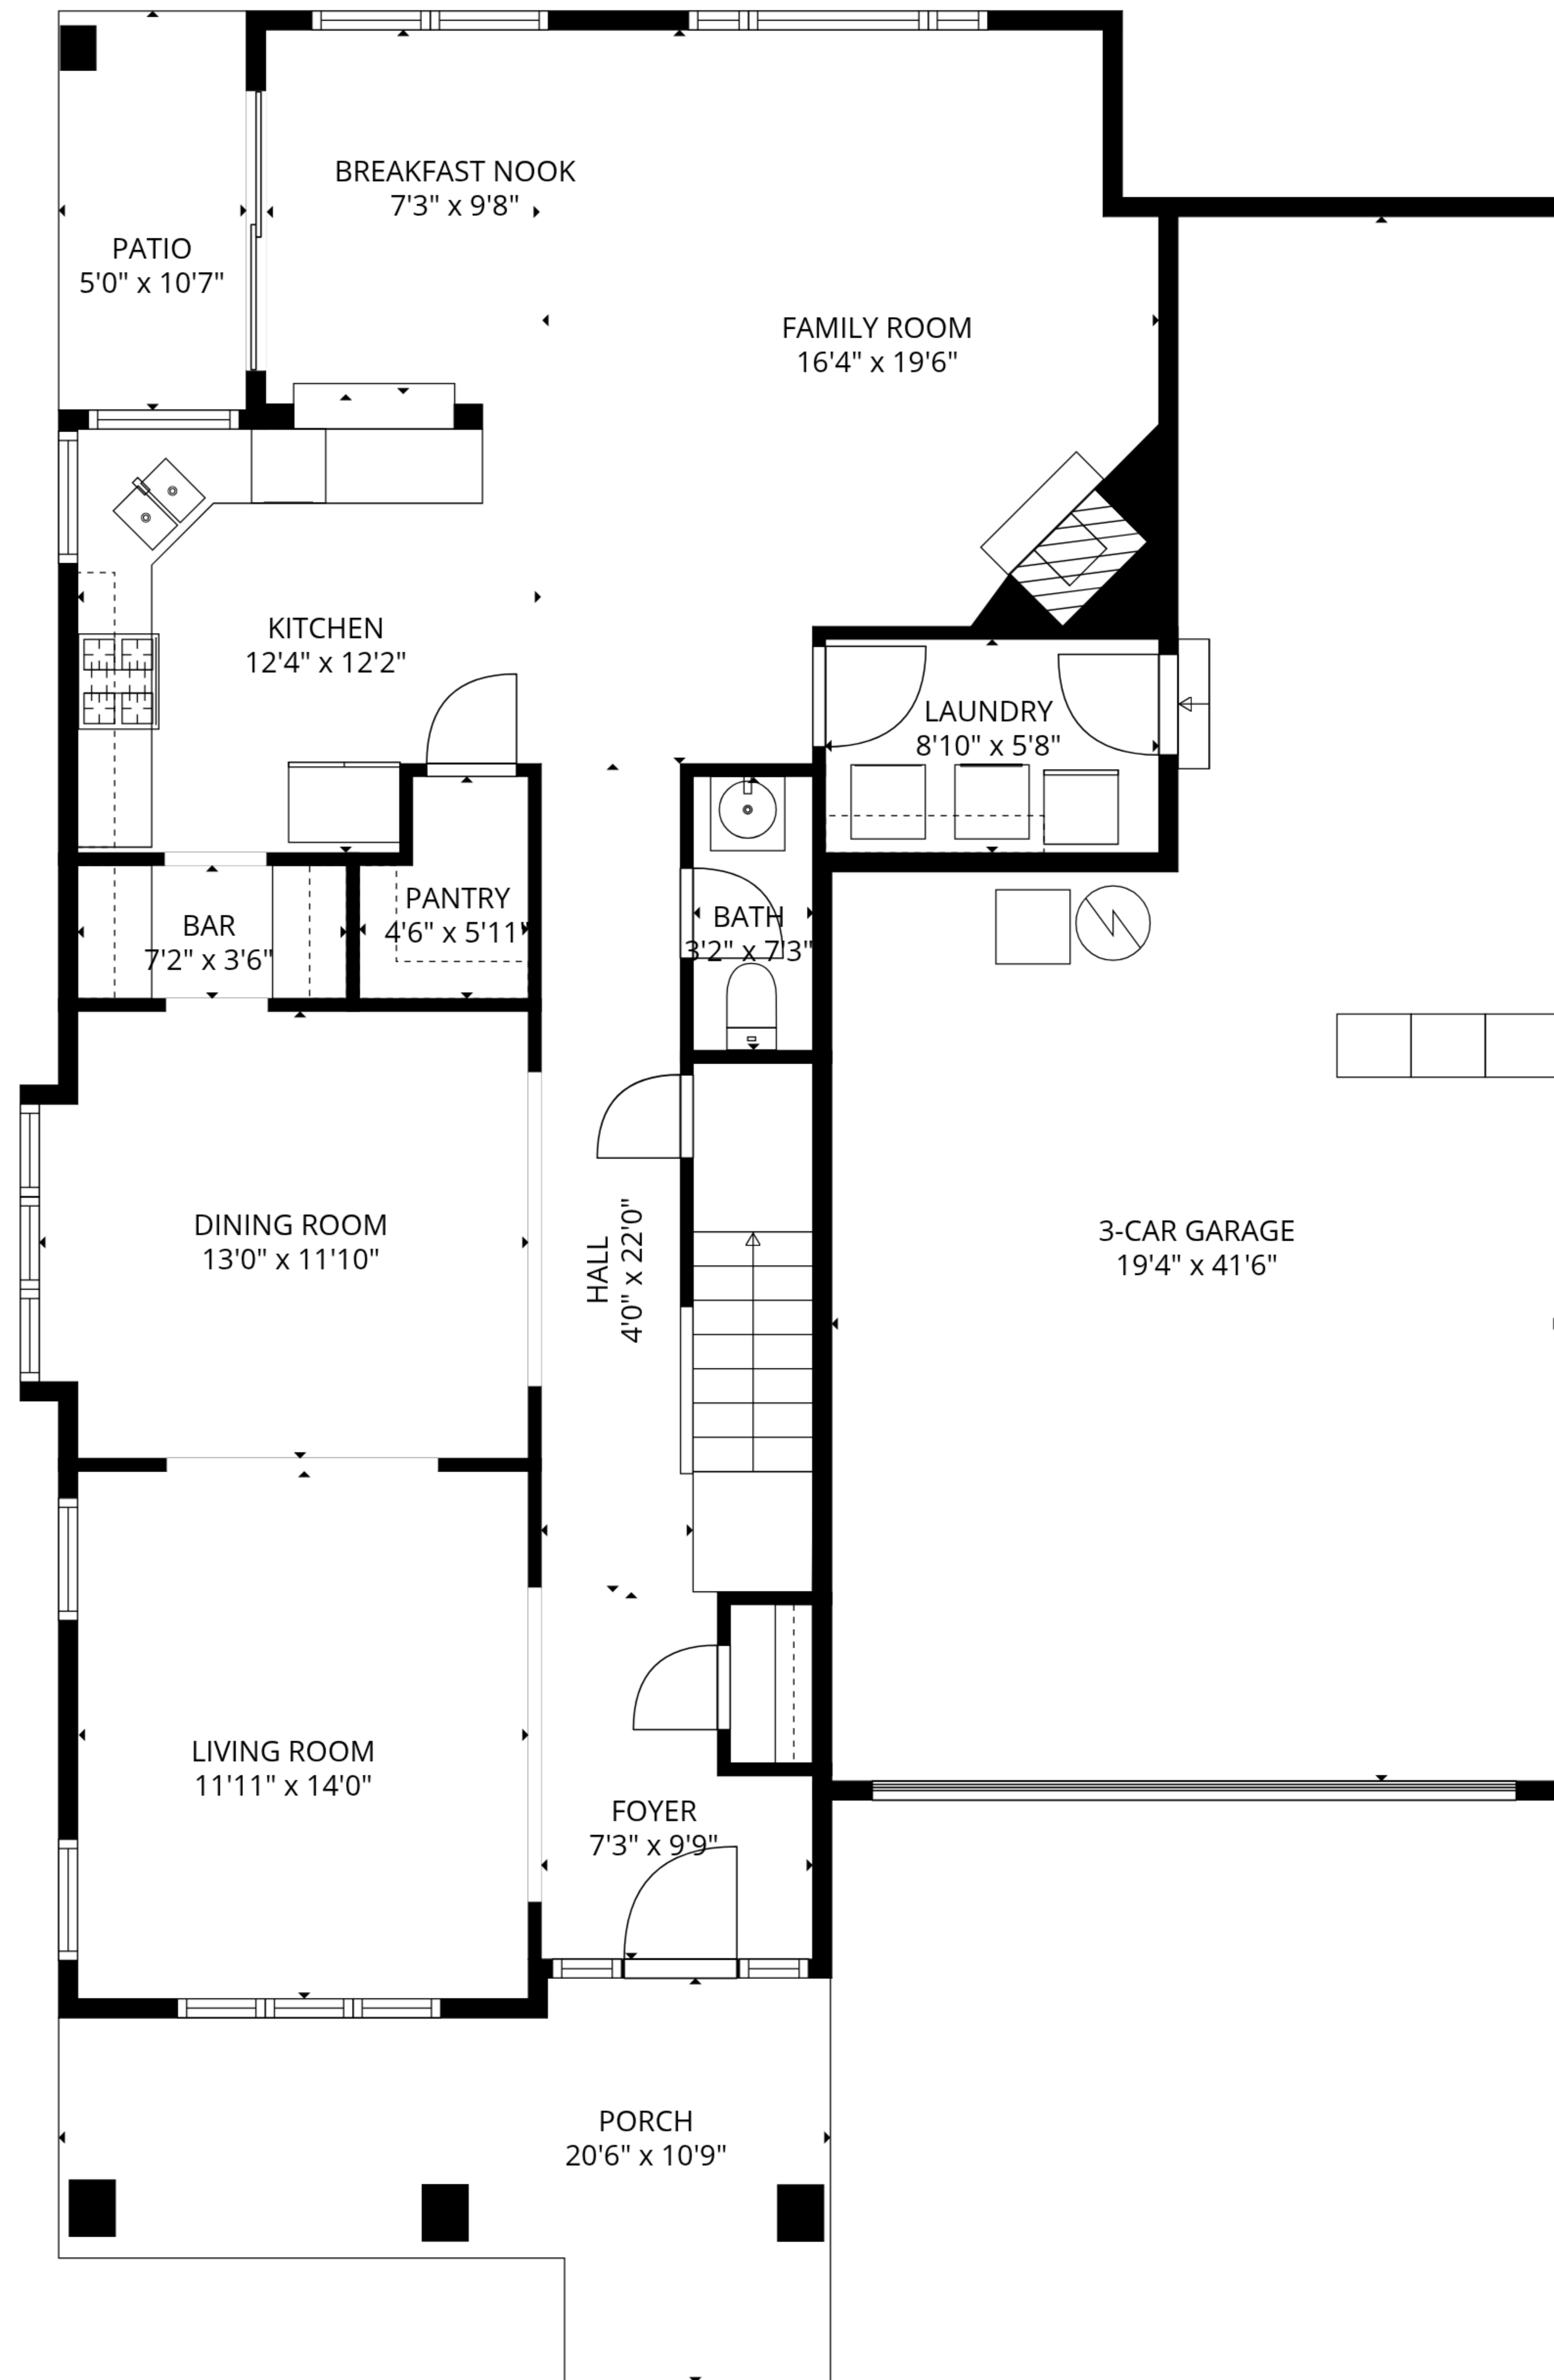 BREAKFAST NOOK
7'3" x 9'8"
PATIO
5'0" x 10'7"
FAMILY ROOM
16'4" x 19'6"
KITCHEN
12'4" x 12'2"
LAUNDRY
8'10" x 5'8"
PANTRY
4'6" x 5'11"
BAR
7'2" x 3'6"
BATH
3'2" x 7'3"
DINING ROOM
13'0" x 11'10"
HALL
4'0" x 22'0"
3-CAR GARAGE
19'4" x 41'6"
LIVING ROOM
11'11" x 14'0"
FOYER
7'3" x 9'9"
PORCH
20'6" x 10'9"